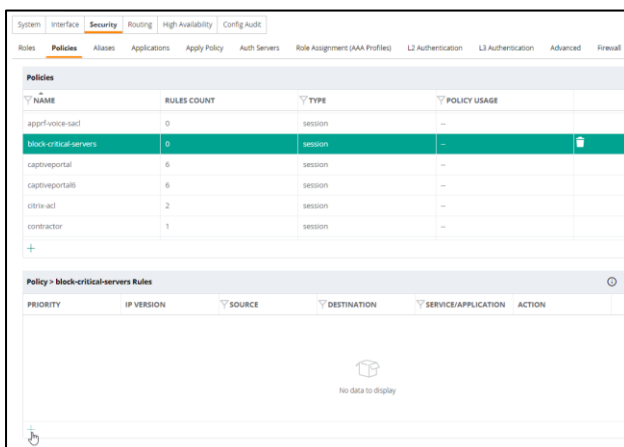 System Interface Security Routing High Availability Config Audit
Roles Policies Aliases Applications Apply Policy Auth Servers Role Assignment (AAA Profiles) L2 Authentication L3 Authentication Advanced Firewall
Policies
NAME RULES COUNT TYPE POLICY USAGE
apprf-voice-sacl 0 session --
block-critical-servers 0 session --
captiveportal 6 session --
captiveportal6 6 session --
citrix-acl 2 session --
contractor 1 session --
+
Policy > block-critical-servers Rules
PRIORITY IP VERSION SOURCE DESTINATION SERVICE/APPLICATION ACTION
No data to display
+